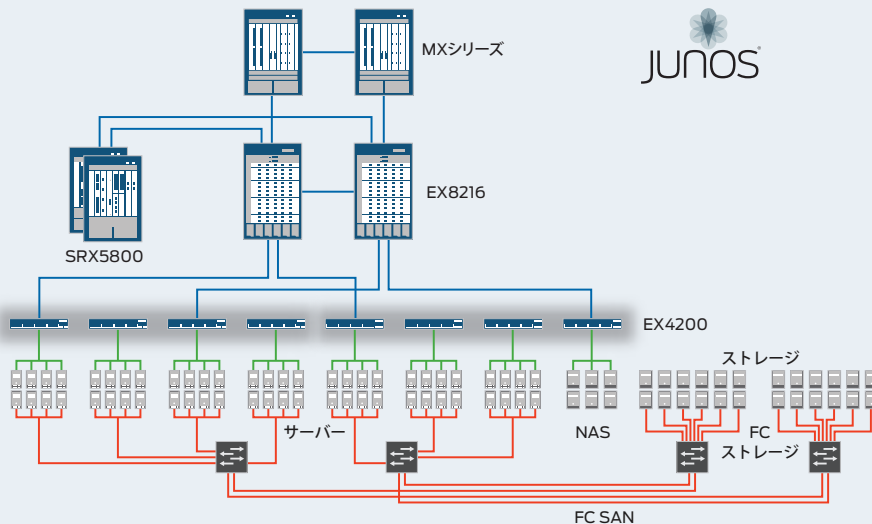 MXシリーズ
JUNOS
EX8216
SRX5800
EX4200
ストレージ
サーバー
NAS
FC
ストレージ
FC SAN